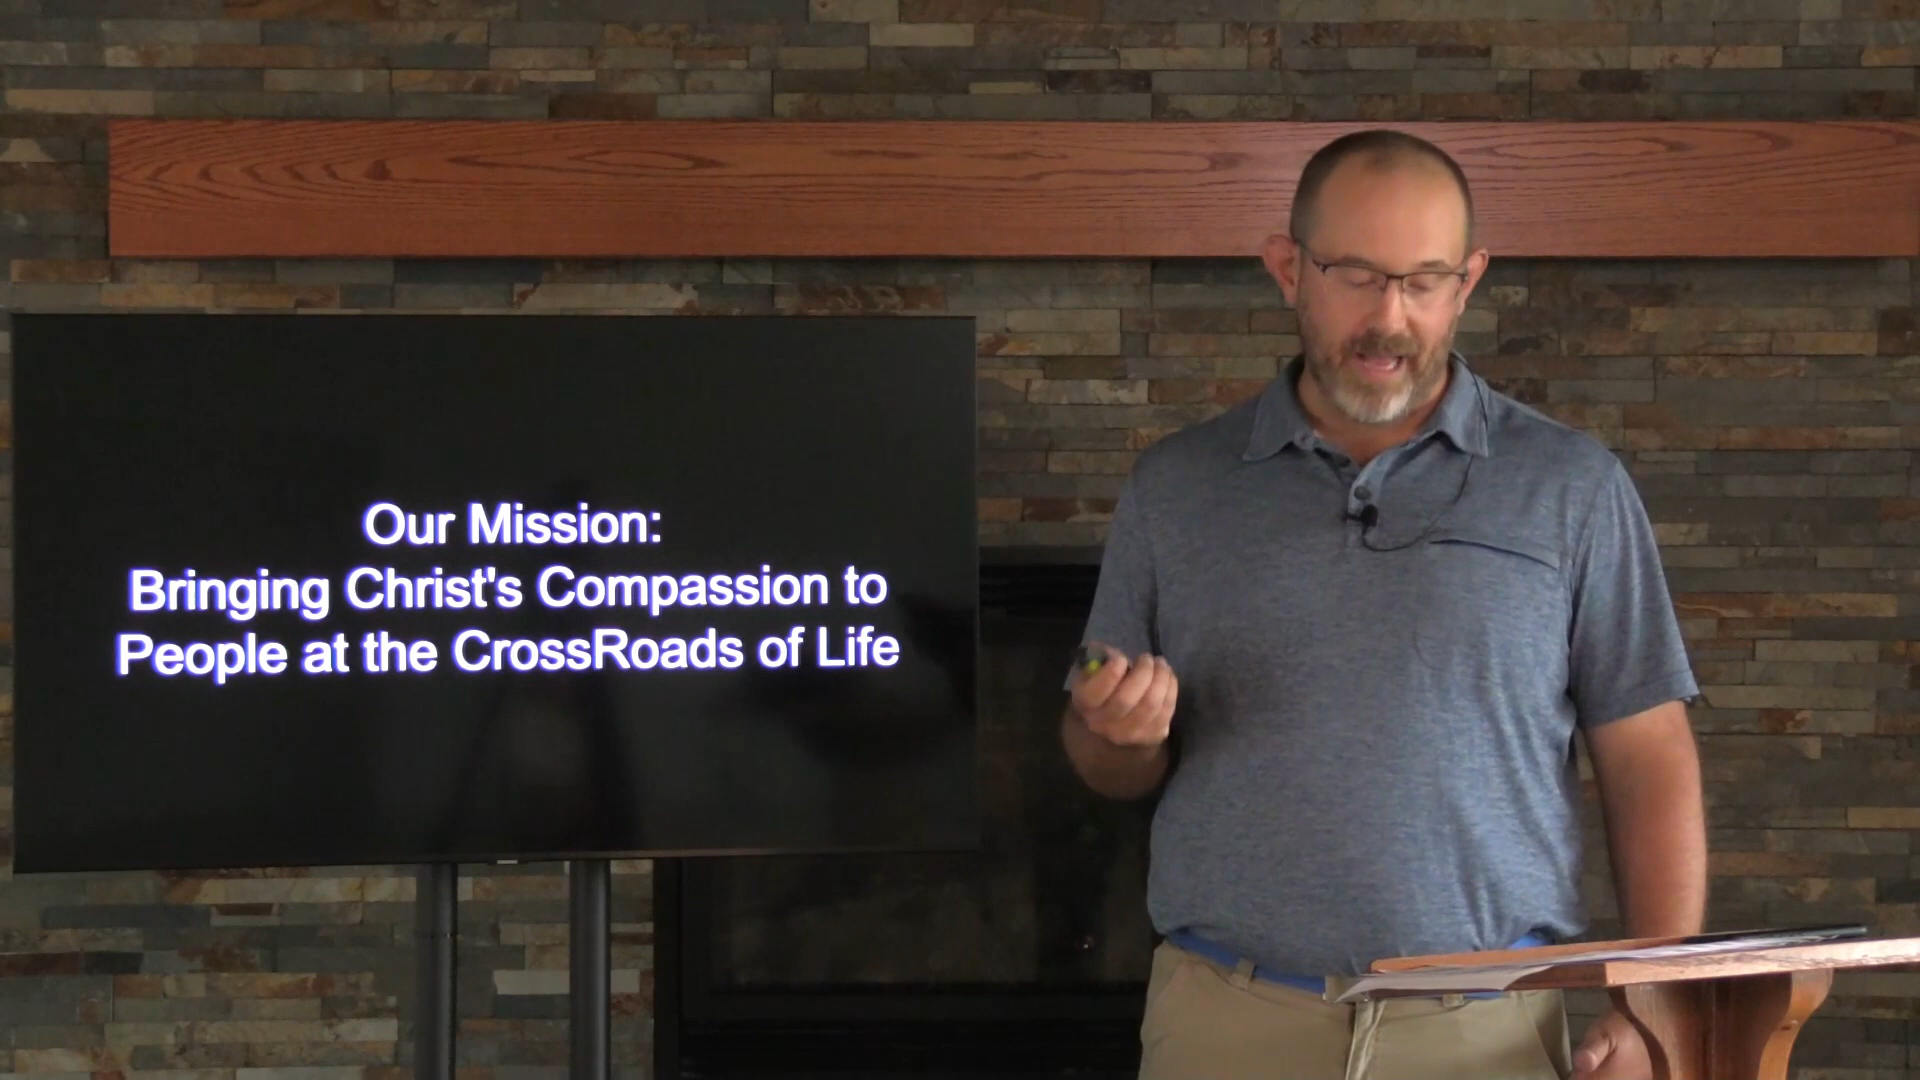 Our Mission:
Bringing Christ's Compassion to
People at the CrossRoads of Life